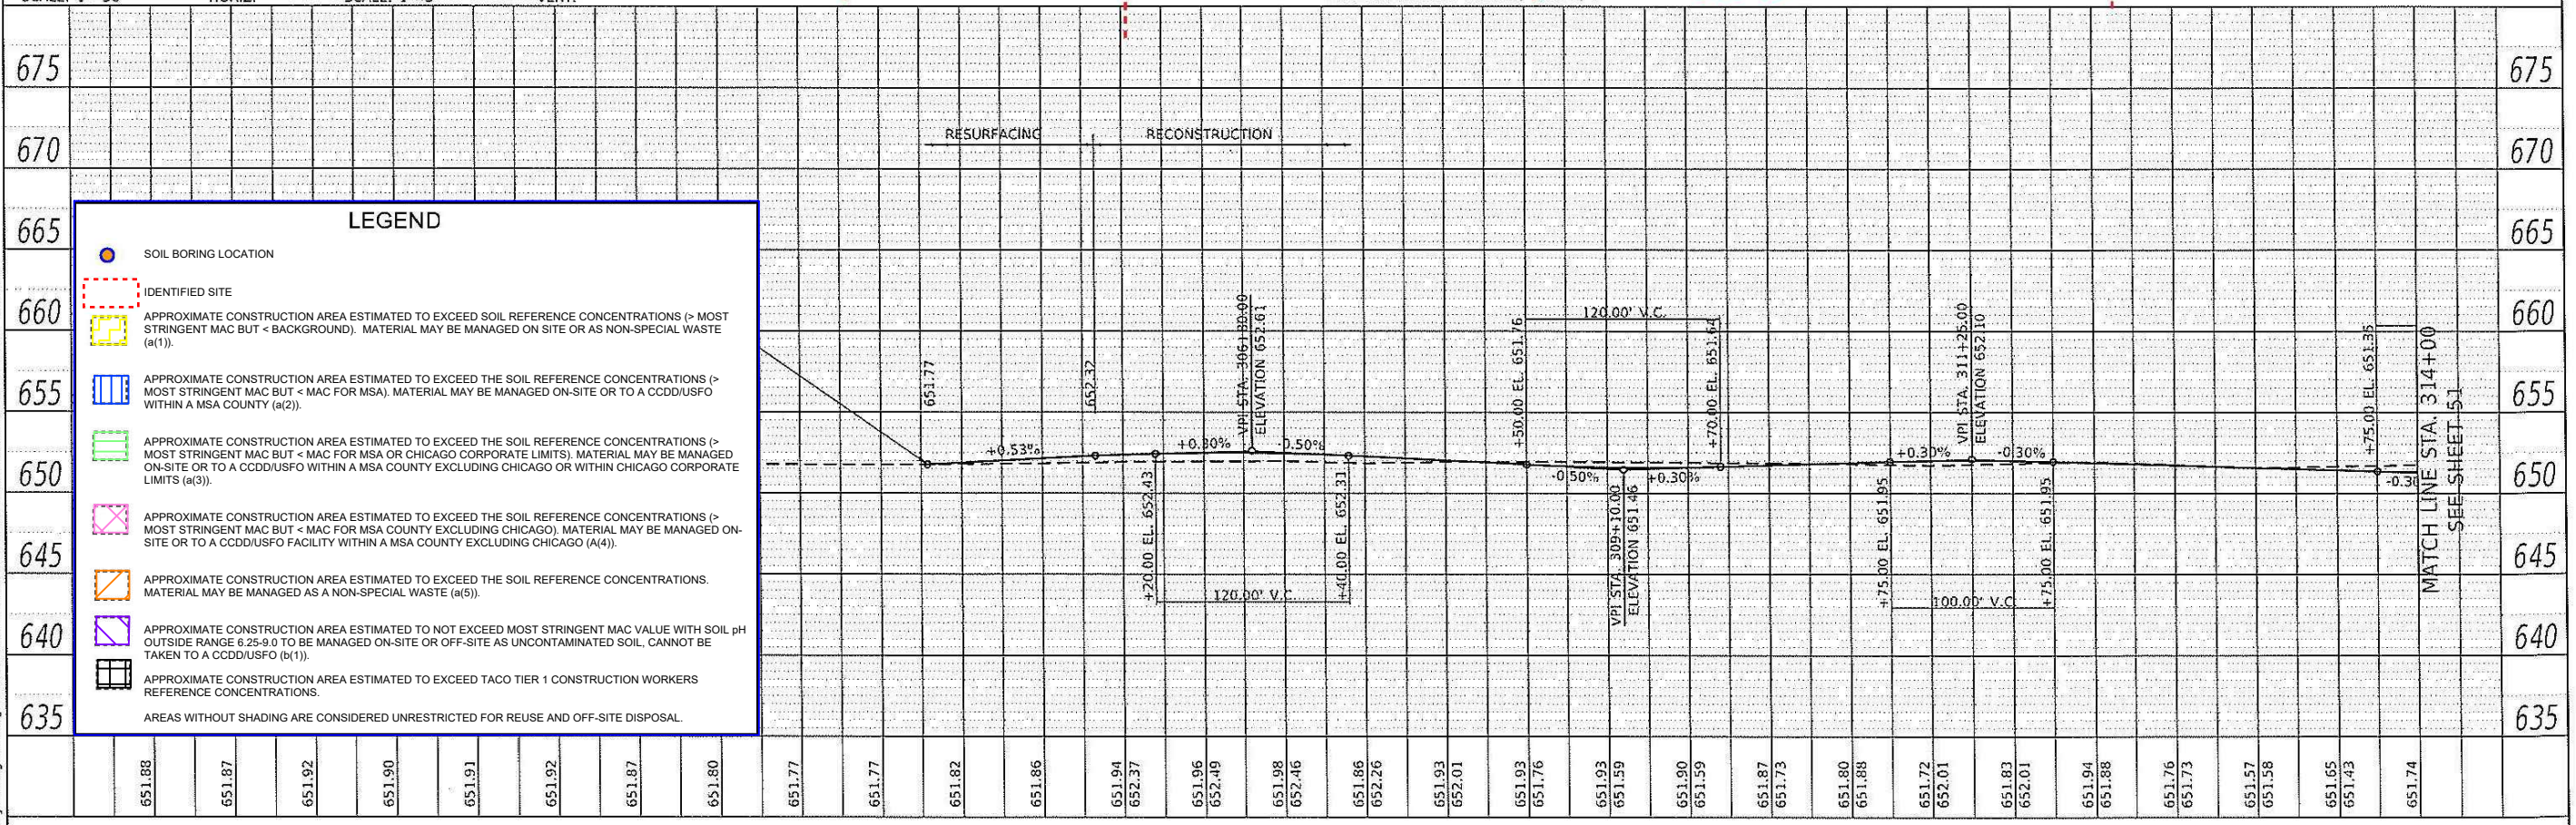 675
670
665
660
655
650
645
640
635
675
670
665
660
655
650
645
640
635
RESURFACING
RECONSTRUCTION
LEGEND
SOIL BORING LOCATION
IDENTIFIED SITE
APPROXIMATE CONSTRUCTION AREA ESTIMATED TO EXCEED SOIL REFERENCE CONCENTRATIONS (> MOST
STRINGENT MAC BUT < BACKGROUND). MATERIAL MAY BE MANAGED ON SITE OR AS NON-SPECIAL WASTE
(a(1)).
APPROXIMATE CONSTRUCTION AREA ESTIMATED TO EXCEED THE SOIL REFERENCE CONCENTRATIONS (>
MOST STRINGENT MAC BUT < MAC FOR MSA). MATERIAL MAY BE MANAGED ON-SITE OR TO A CCDD/USFO
WITHIN A MSA COUNTY (a(2)).
APPROXIMATE CONSTRUCTION AREA ESTIMATED TO EXCEED THE SOIL REFERENCE CONCENTRATIONS (>
MOST STRINGENT MAC BUT < MAC FOR MSA OR CHICAGO CORPORATE LIMITS). MATERIAL MAY BE MANAGED
ON-SITE OR TO A CCDD/USFO WITHIN A MSA COUNTY EXCLUDING CHICAGO OR WITHIN CHICAGO CORPORATE
LIMITS (a(3)).
APPROXIMATE CONSTRUCTION AREA ESTIMATED TO EXCEED THE SOIL REFERENCE CONCENTRATIONS (>
MOST STRINGENT MAC BUT < MAC FOR MSA COUNTY EXCLUDING CHICAGO). MATERIAL MAY BE MANAGED ON-
SITE OR TO A CCDD/USFO FACILITY WITHIN A MSA COUNTY EXCLUDING CHICAGO (A(4)).
APPROXIMATE CONSTRUCTION AREA ESTIMATED TO EXCEED THE SOIL REFERENCE CONCENTRATIONS.
MATERIAL MAY BE MANAGED AS A NON-SPECIAL WASTE (a(5)).
APPROXIMATE CONSTRUCTION AREA ESTIMATED TO NOT EXCEED MOST STRINGENT MAC VALUE WITH SOIL pH
OUTSIDE RANGE 6.25-9.0 TO BE MANAGED ON-SITE OR OFF-SITE AS UNCONTAMINATED SOIL, CANNOT BE
TAKEN TO A CCDD/USFO (b(1)).
APPROXIMATE CONSTRUCTION AREA ESTIMATED TO EXCEED TACO TIER 1 CONSTRUCTION WORKERS
REFERENCE CONCENTRATIONS.
AREAS WITHOUT SHADING ARE CONSIDERED UNRESTRICTED FOR REUSE AND OFF-SITE DISPOSAL.
651.77
+0.53%
652.32
+20.00 EL. 652.43
+0.30%
VPI STA. 306+80.00
ELEVATION 652.61
-0.50%
+40.00 EL. 652.31
120.00' V.C.
+50.00 EL. 651.76
120.00' V.C.
+70.00 EL. 651.64
-0.50%
+0.30%
VPI STA. 309+10.00
ELEVATION 651.46
+75.00 EL. 651.95
+0.30%
VPI STA. 311+25.00
ELEVATION 652.10
-0.30%
+75.00 EL. 651.95
100.00' V.C.
+75.00 EL. 651.35
-0.30
MATCH LINE STA. 314+00
SEE SHEET 51
651.88
651.87
651.92
651.90
651.91
651.92
651.87
651.80
651.77
651.77
651.82
651.86
651.94
652.37
651.96
652.49
651.98
652.46
651.86
652.26
651.93
652.01
651.93
651.76
651.93
651.59
651.90
651.59
651.87
651.73
651.80
651.88
651.72
652.01
651.83
652.01
651.94
651.88
651.76
651.73
651.57
651.58
651.65
651.43
651.74